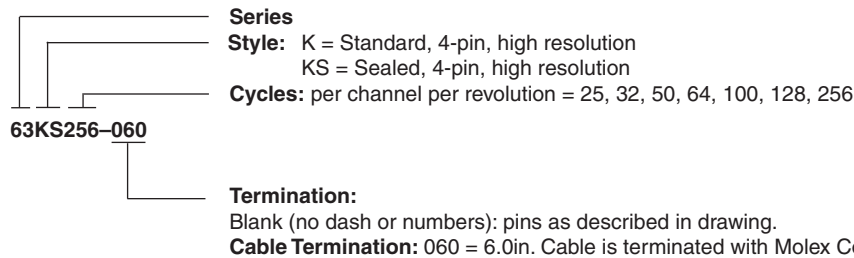 Series
Style: K = Standard, 4-pin, high resolution
KS = Sealed, 4-pin, high resolution
Cycles: per channel per revolution = 25, 32, 50, 64, 100, 128, 256
63KS256–060
Termination:
Blank (no dash or numbers): pins as described in drawing.
Cable Termination: 060 = 6.0in. Cable is terminated with Molex